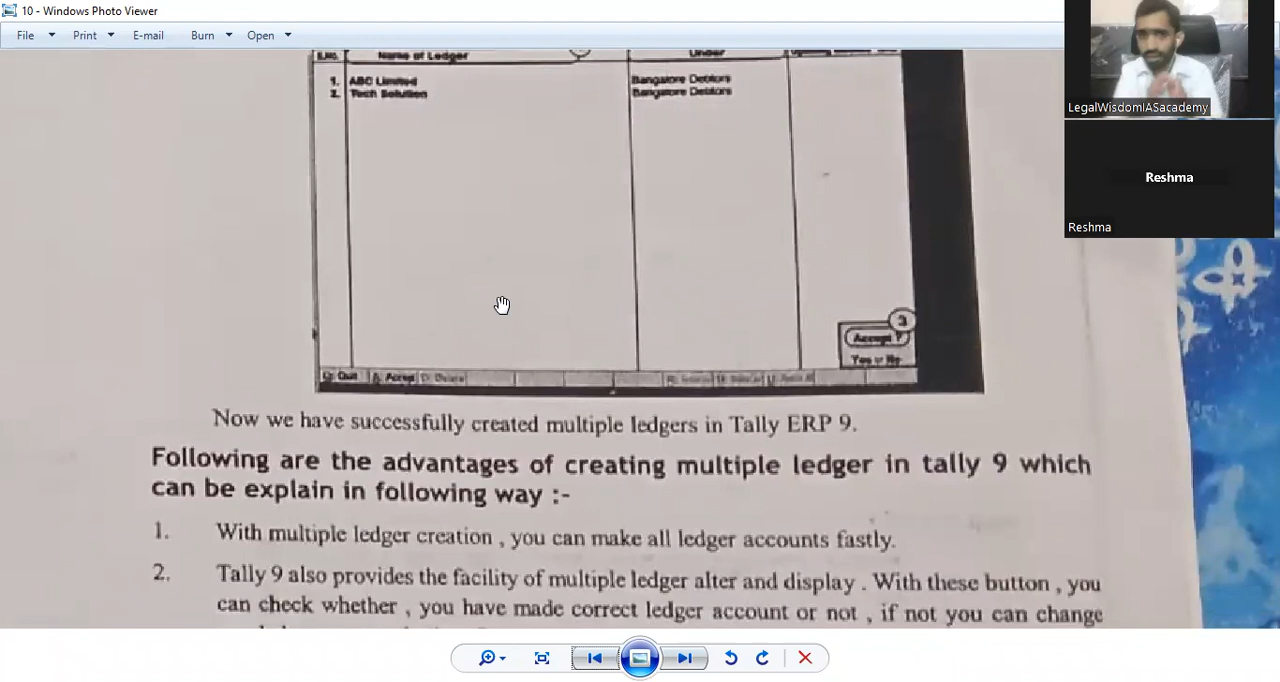 10 - Windows Photo Viewer
File Print E-mail Burn Open
LegalWisdomIASacademy
Reshma
Reshma
Name of Ledger Under
1. ABC Limited Bangalore Debtors
2. Tech Solution Bangalore Debtors
3
Accept ?
Yes or No
Quit A: Accept D: Delete
Now we have successfully created multiple ledgers in Tally ERP 9.
Following are the advantages of creating multiple ledger in tally 9 which
can be explain in following way :-
1. With multiple ledger creation , you can make all ledger accounts fastly.
2. Tally 9 also provides the facility of multiple ledger alter and display . With these button , you
can check whether , you have made correct ledger account or not , if not you can change